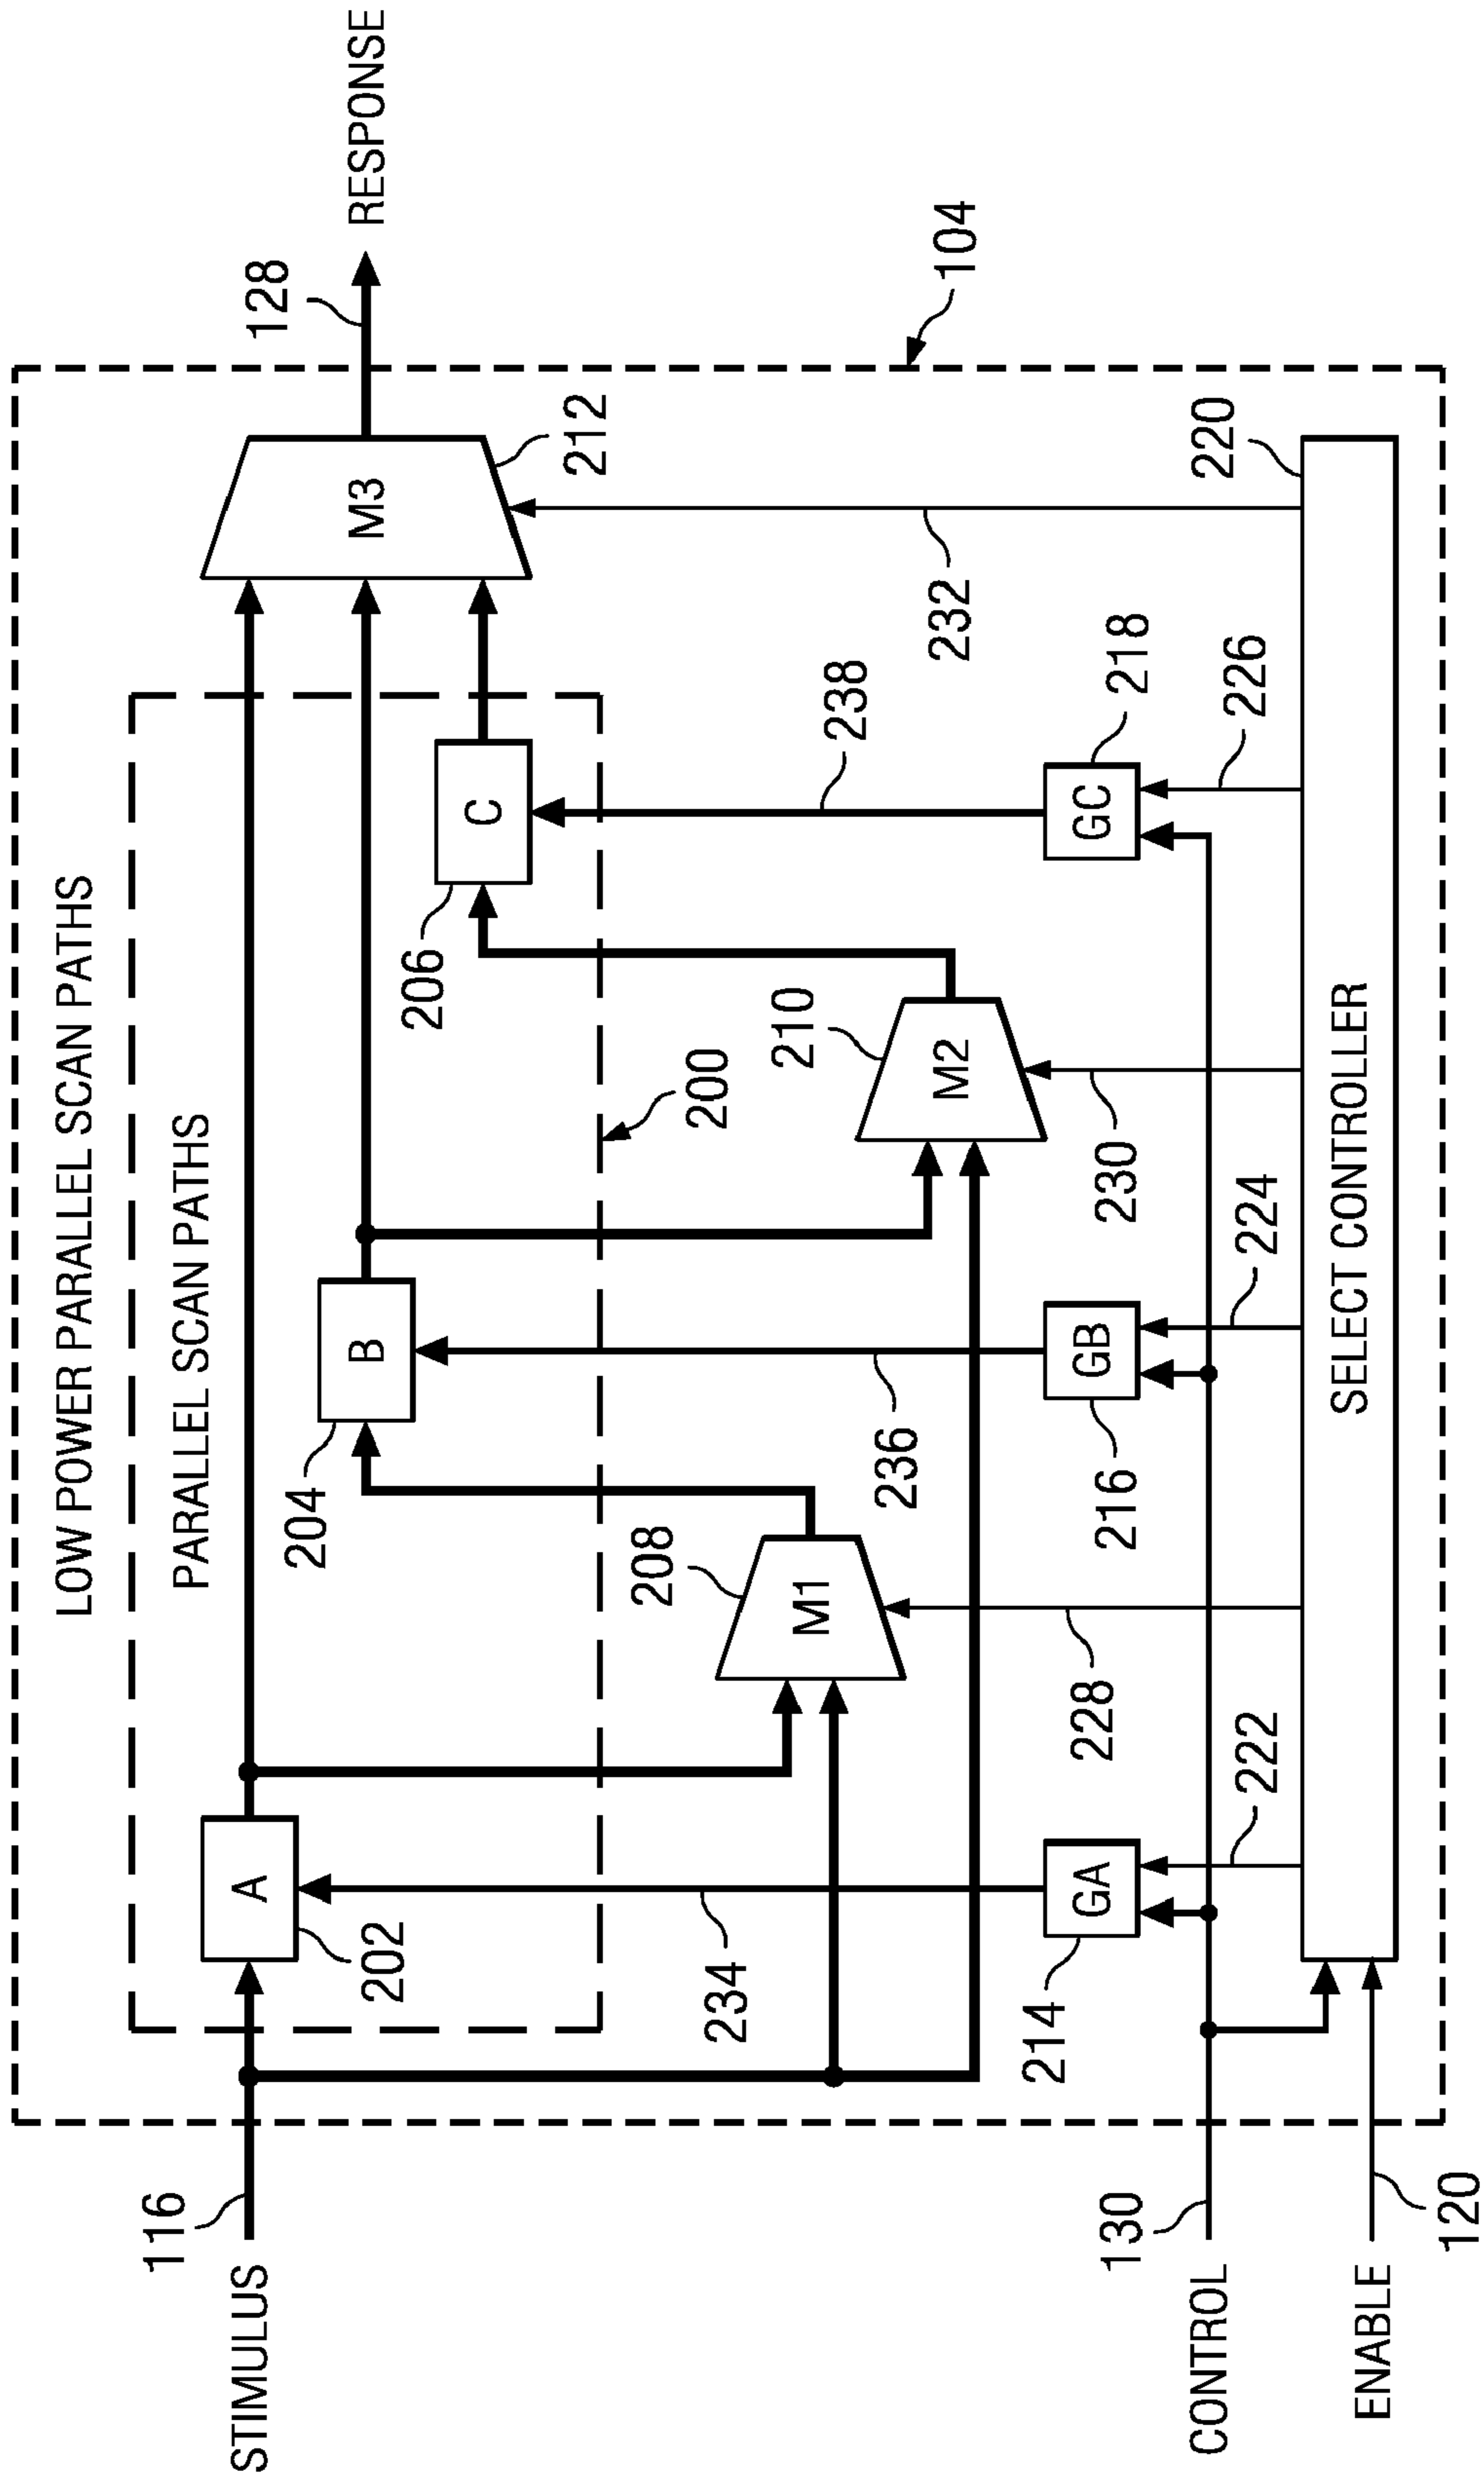 LOW POWER PARALLEL SCAN PATHS
104
PARALLEL SCAN PATHS
200
STIMULUS
116
A
202
B
204
C
206
M3
212
128
RESPONSE
M1
208
M2
210
234
236
238
232
GA
214
GB
216
GC
218
222
228
224
230
226
220
CONTROL
130
ENABLE
120
SELECT CONTROLLER